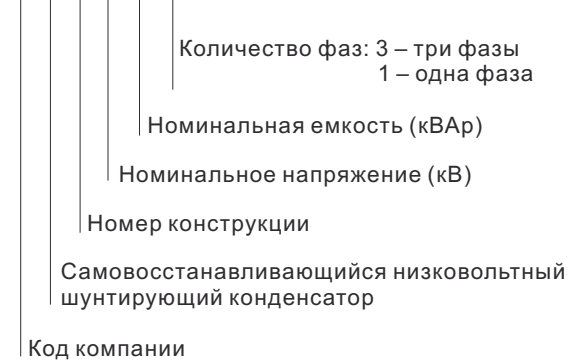 Количество фаз: 3 – три фазы
1 – одна фаза
Номинальная емкость (кВАр)
Номинальное напряжение (кВ)
Номер конструкции
Самовосстанавливающийся низковольтный
шунтирующий конденсатор
Код компании